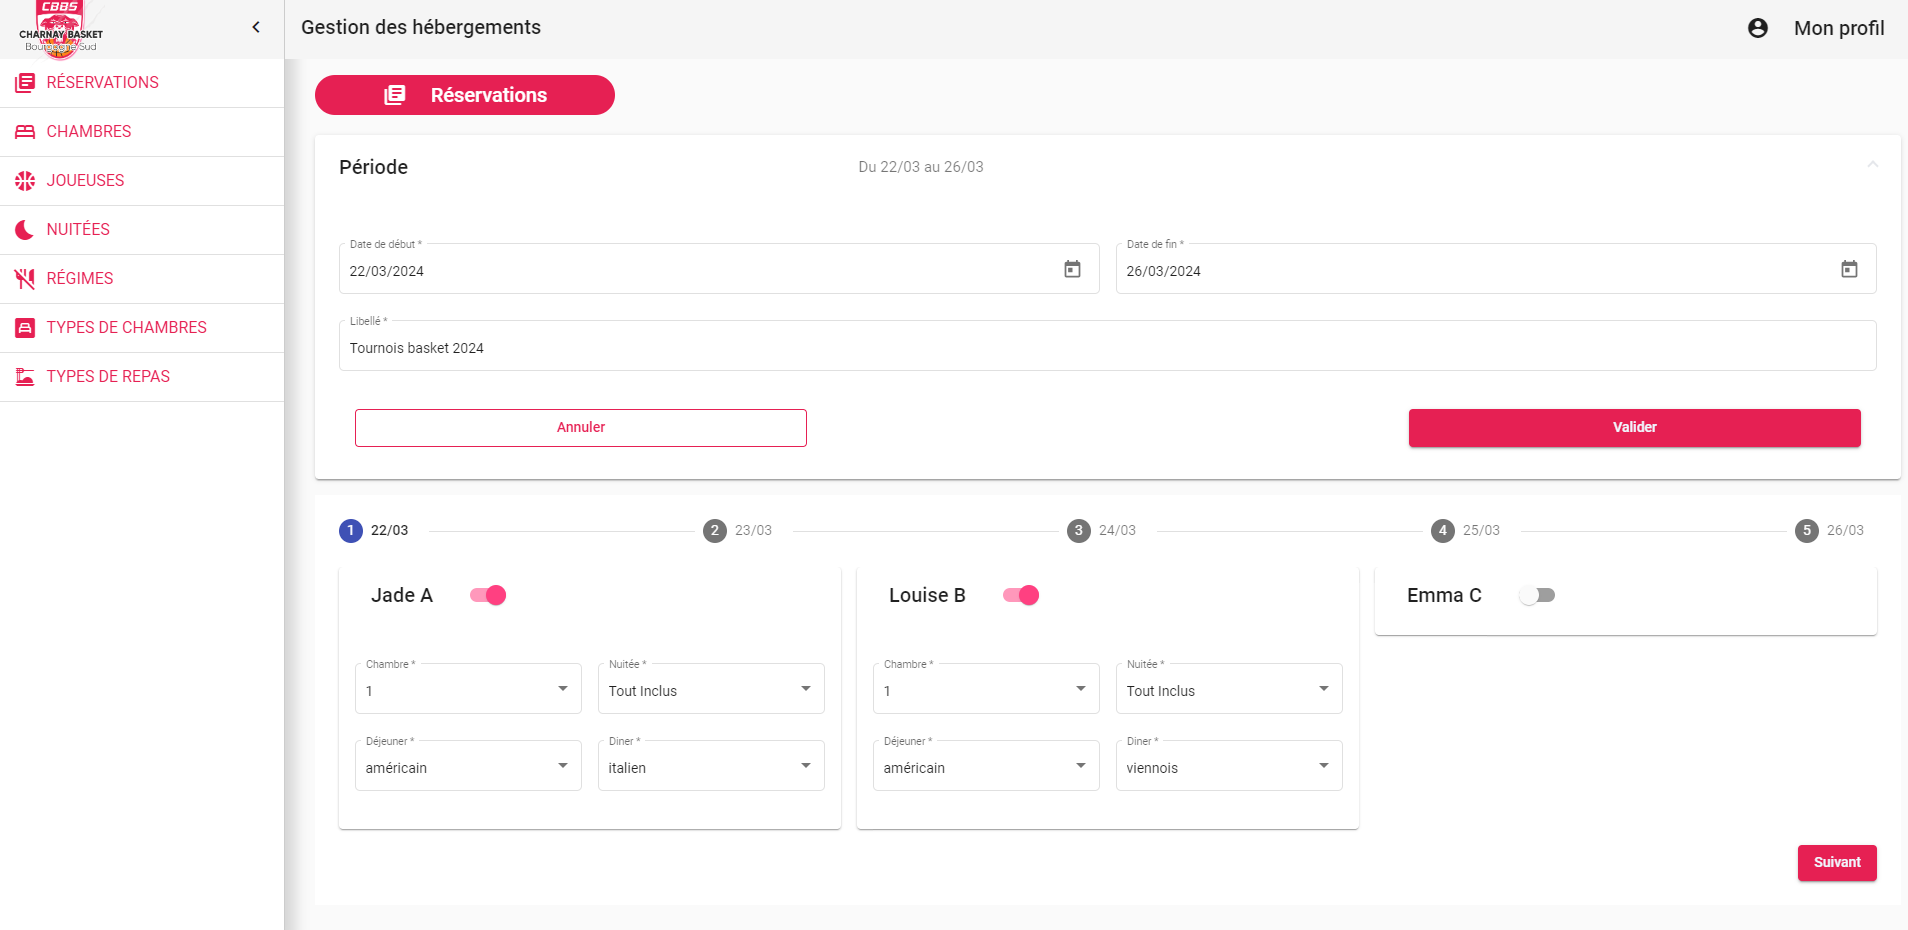 CBBS
CHARNAY BASKET
Bourgogne Sud
Gestion des hébergements
Mon profil
RÉSERVATIONS
CHAMBRES
JOUEUSES
NUITÉES
RÉGIMES
TYPES DE CHAMBRES
TYPES DE REPAS
Réservations
Période
Du 22/03 au 26/03
Date de début *
22/03/2024
Date de fin *
26/03/2024
Libellé *
Tournois basket 2024
Annuler
Valider
1 22/03
2 23/03
3 24/03
4 25/03
5 26/03
Jade A
Chambre *
1
Nuitée *
Tout Inclus
Déjeuner *
américain
Diner *
italien
Louise B
Chambre *
1
Nuitée *
Tout Inclus
Déjeuner *
américain
Diner *
viennois
Emma C
Suivant